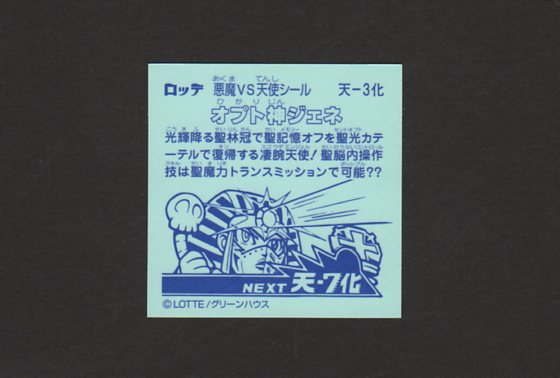 ロッテ 悪魔VS天使シール 天-3化
オプト神ジェネ
光輝降る聖林冠で聖記憶オフを聖光カテ
ーテルで復帰する凄腕天使!聖脳内操作
技は聖魔力トランスミッションで可能??
NEXT 天-7化
©LOTTE/グリーンハウス